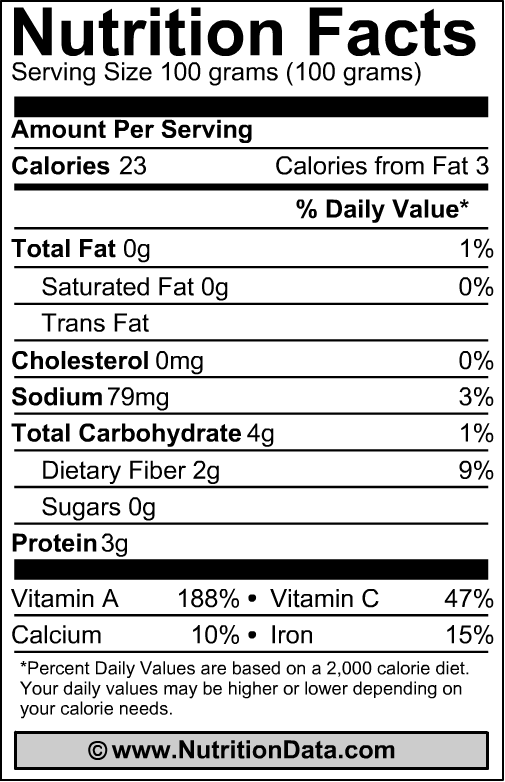 Nutrition Facts
Serving Size 100 grams (100 grams)
Amount Per Serving
Calories 23 Calories from Fat 3
% Daily Value*
Total Fat 0g 1%
Saturated Fat 0g 0%
Trans Fat
Cholesterol 0mg 0%
Sodium 79mg 3%
Total Carbohydrate 4g 1%
Dietary Fiber 2g 9%
Sugars 0g
Protein 3g
Vitamin A 188% • Vitamin C 47%
Calcium 10% • Iron 15%
*Percent Daily Values are based on a 2,000 calorie diet.
Your daily values may be higher or lower depending on
your calorie needs.
© www.NutritionData.com